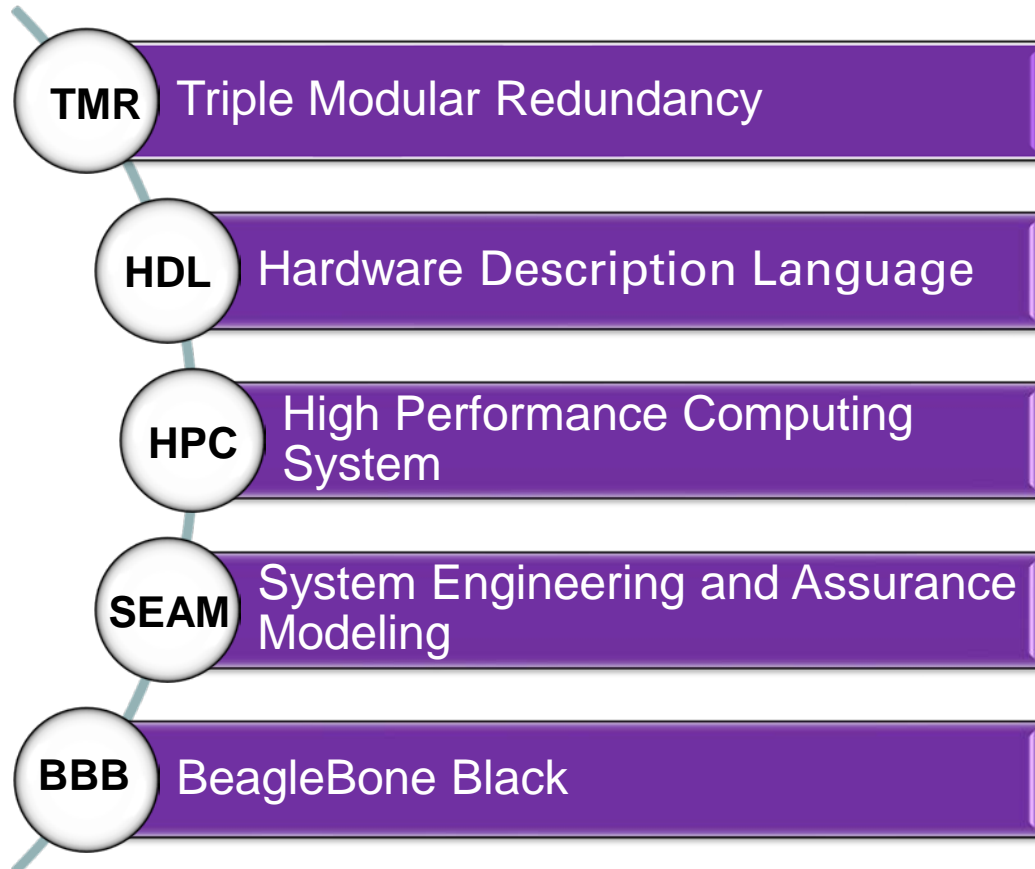 TMR Triple Modular Redundancy
HDL Hardware Description Language
HPC High Performance Computing
System
SEAM System Engineering and Assurance
Modeling
BBB BeagleBone Black